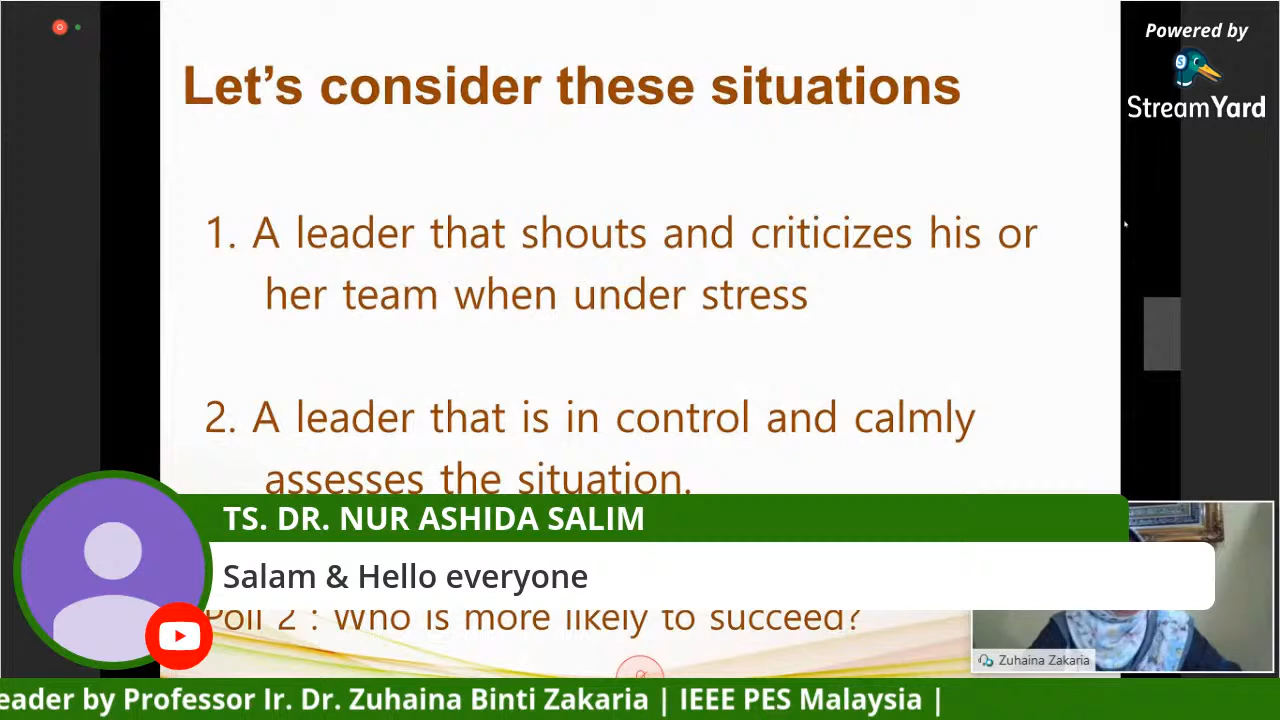 Powered by
StreamYard
Let's consider these situations
1. A leader that shouts and criticizes his or
her team when under stress
2. A leader that is in control and calmly
assesses the situation.
TS. DR. NUR ASHIDA SALIM
Salam & Hello everyone
Poll 2 : Who is more likely to succeed?
Zuhaina Zakaria
eader by Professor Ir. Dr. Zuhaina Binti Zakaria | IEEE PES Malaysia |